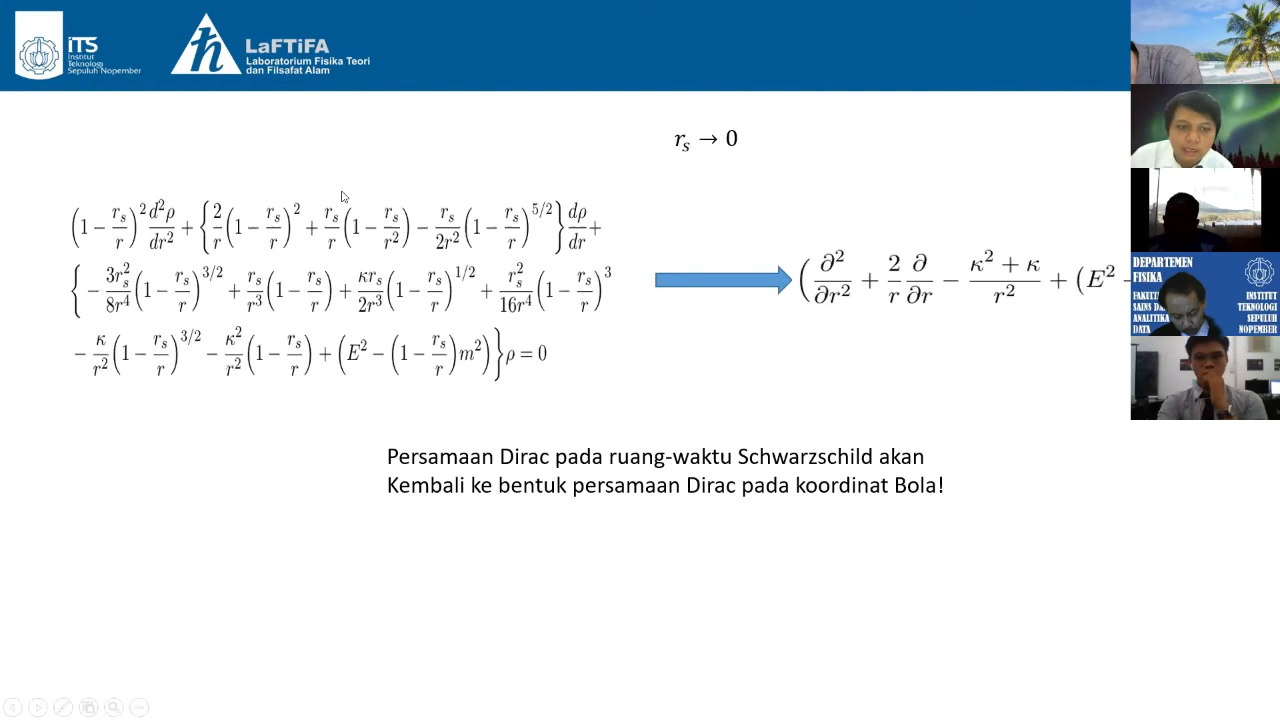 iTS
Institut
Teknologi
Sepuluh Nopember
ħ
LaFTiFA
Laboratorium Fisika Teori
dan Filsafat Alam
r_s → 0
(1 − r_s/r)² d²ρ/dr² + { 2/r (1 − r_s/r)² + r_s/r (1 − r_s/r²) − r_s/2r² (1 − r_s/r)^{5/2} } dρ/dr +
{ − 3r_s²/8r⁴ (1 − r_s/r)^{3/2} + r_s/r³ (1 − r_s/r) + κr_s/2r³ (1 − r_s/r)^{1/2} + r_s²/16r⁴ (1 − r_s/r)³
− κ/r² (1 − r_s/r)^{3/2} − κ²/r² (1 − r_s/r) + (E² − (1 − r_s/r)m²) } ρ = 0
(∂²/∂r² + 2/r ∂/∂r − κ² + κ/r² + (E² −
Persamaan Dirac pada ruang-waktu Schwarzschild akan
Kembali ke bentuk persamaan Dirac pada koordinat Bola!
DEPARTEMEN
FISIKA
FAKULTA
SAINS DA
ANALITIKA
DATA
INSTITUT
TEKNOLOGI
SEPULUH
NOPEMBER